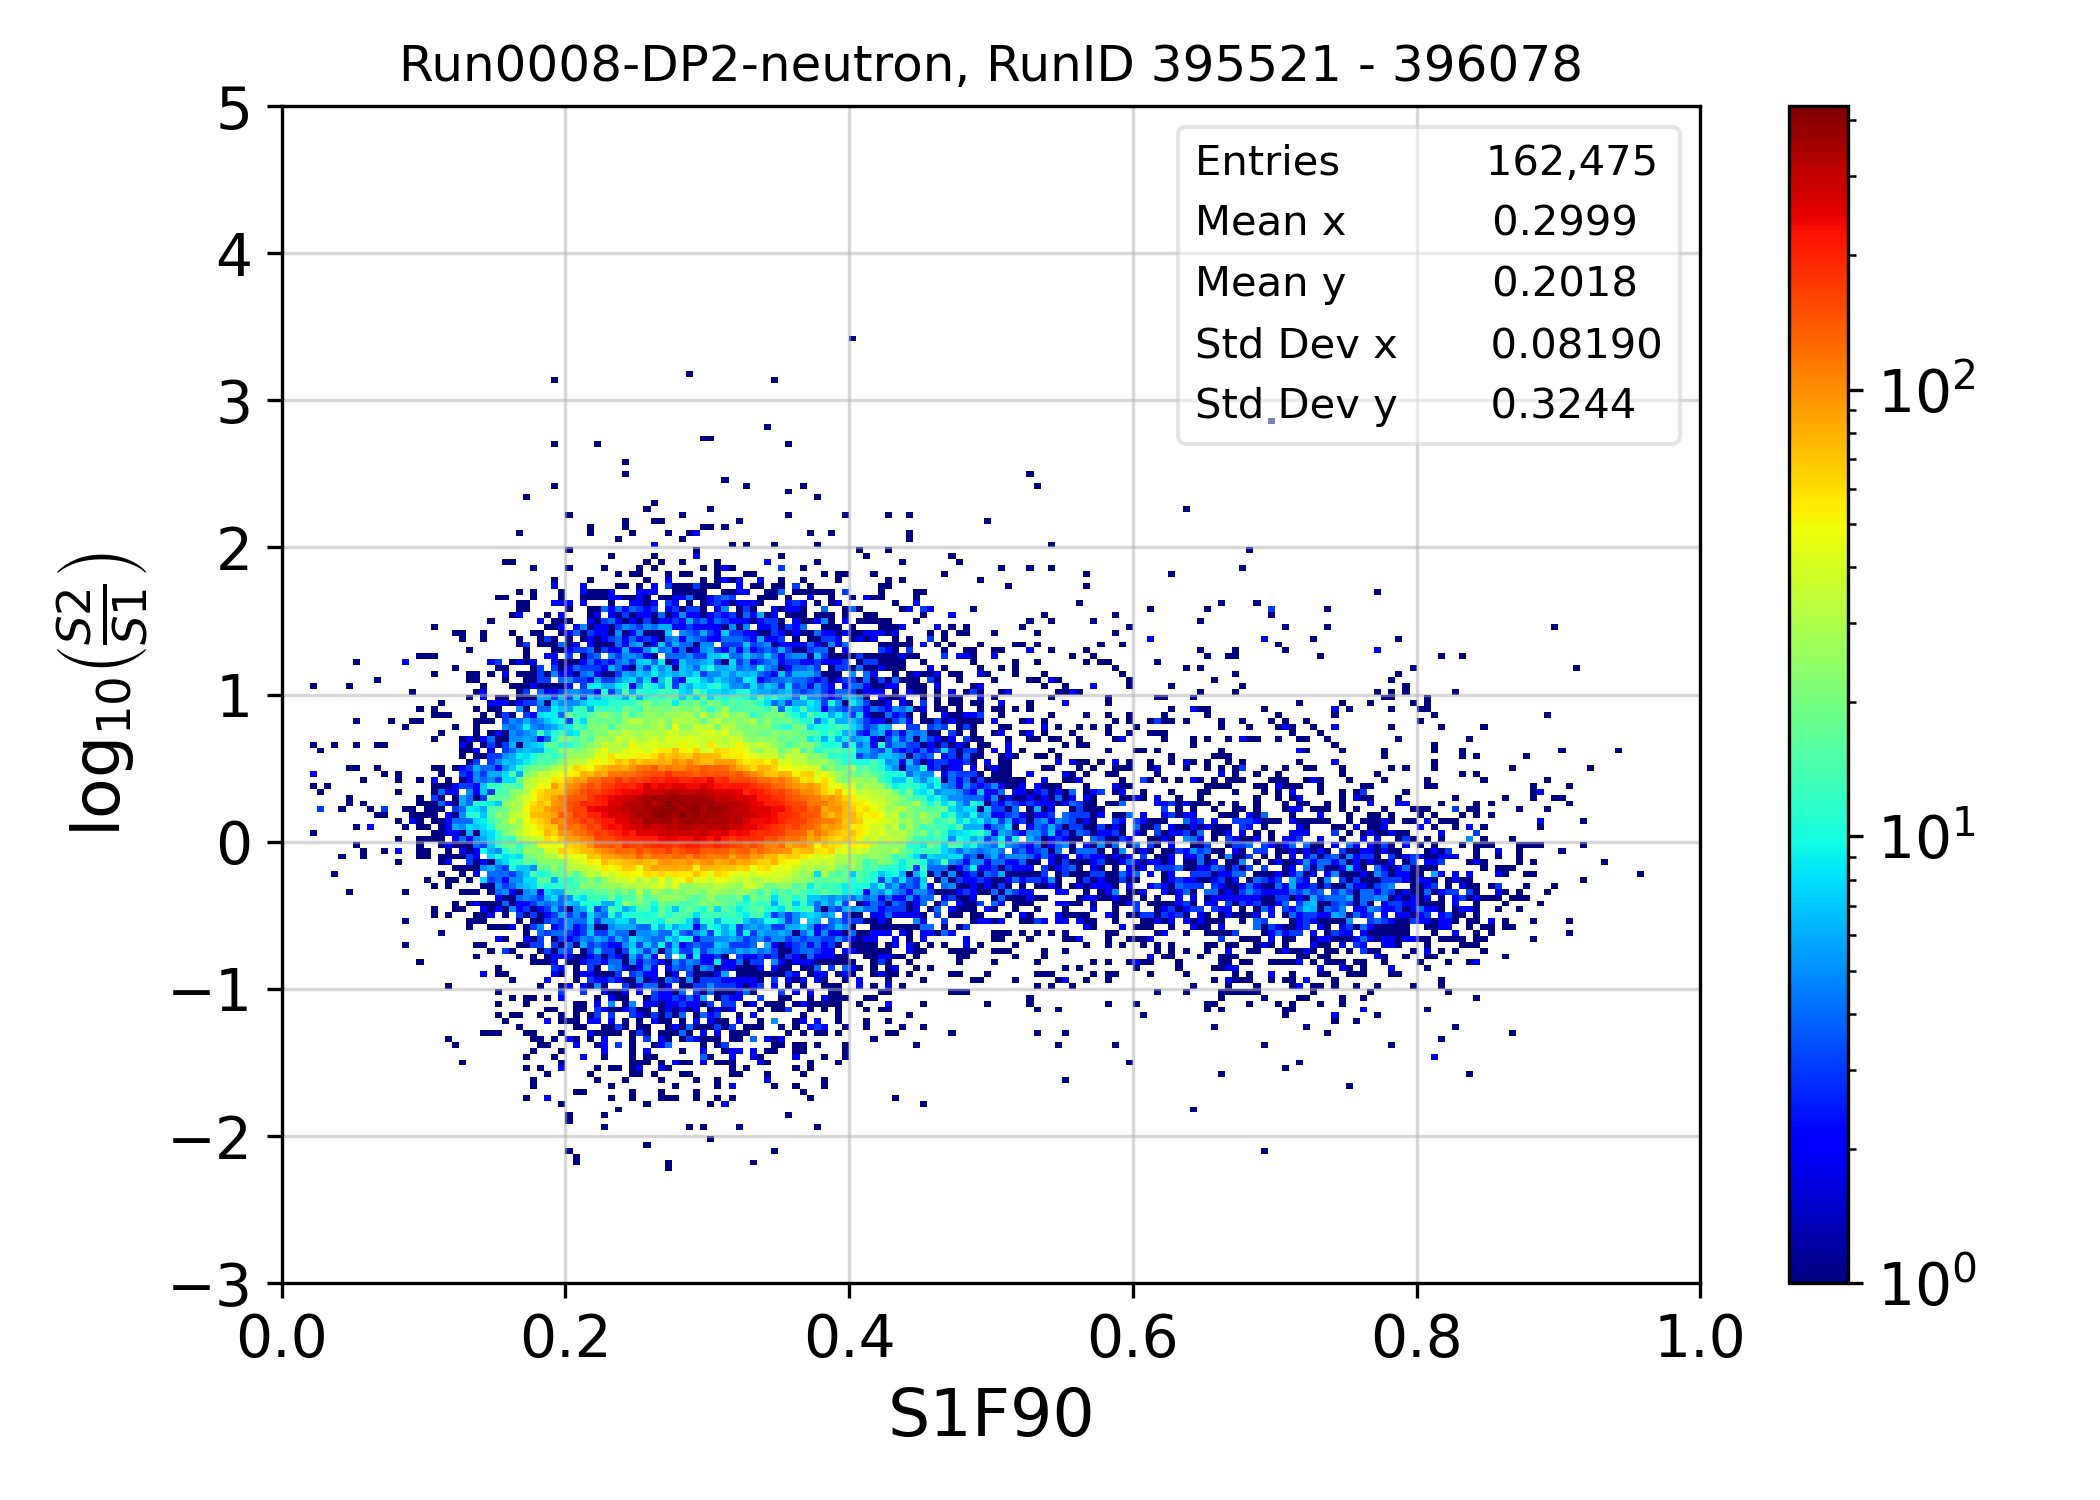 Run0008-DP2-neutron, RunID 395521 - 396078
5
4
3
2
1
0
−1
−2
−3
log10(S2/S1)
Entries 162,475
Mean x 0.2999
Mean y 0.2018
Std Dev x 0.08190
Std Dev y 0.3244
10^2
10^1
10^0
0.0 0.2 0.4 0.6 0.8 1.0
S1F90